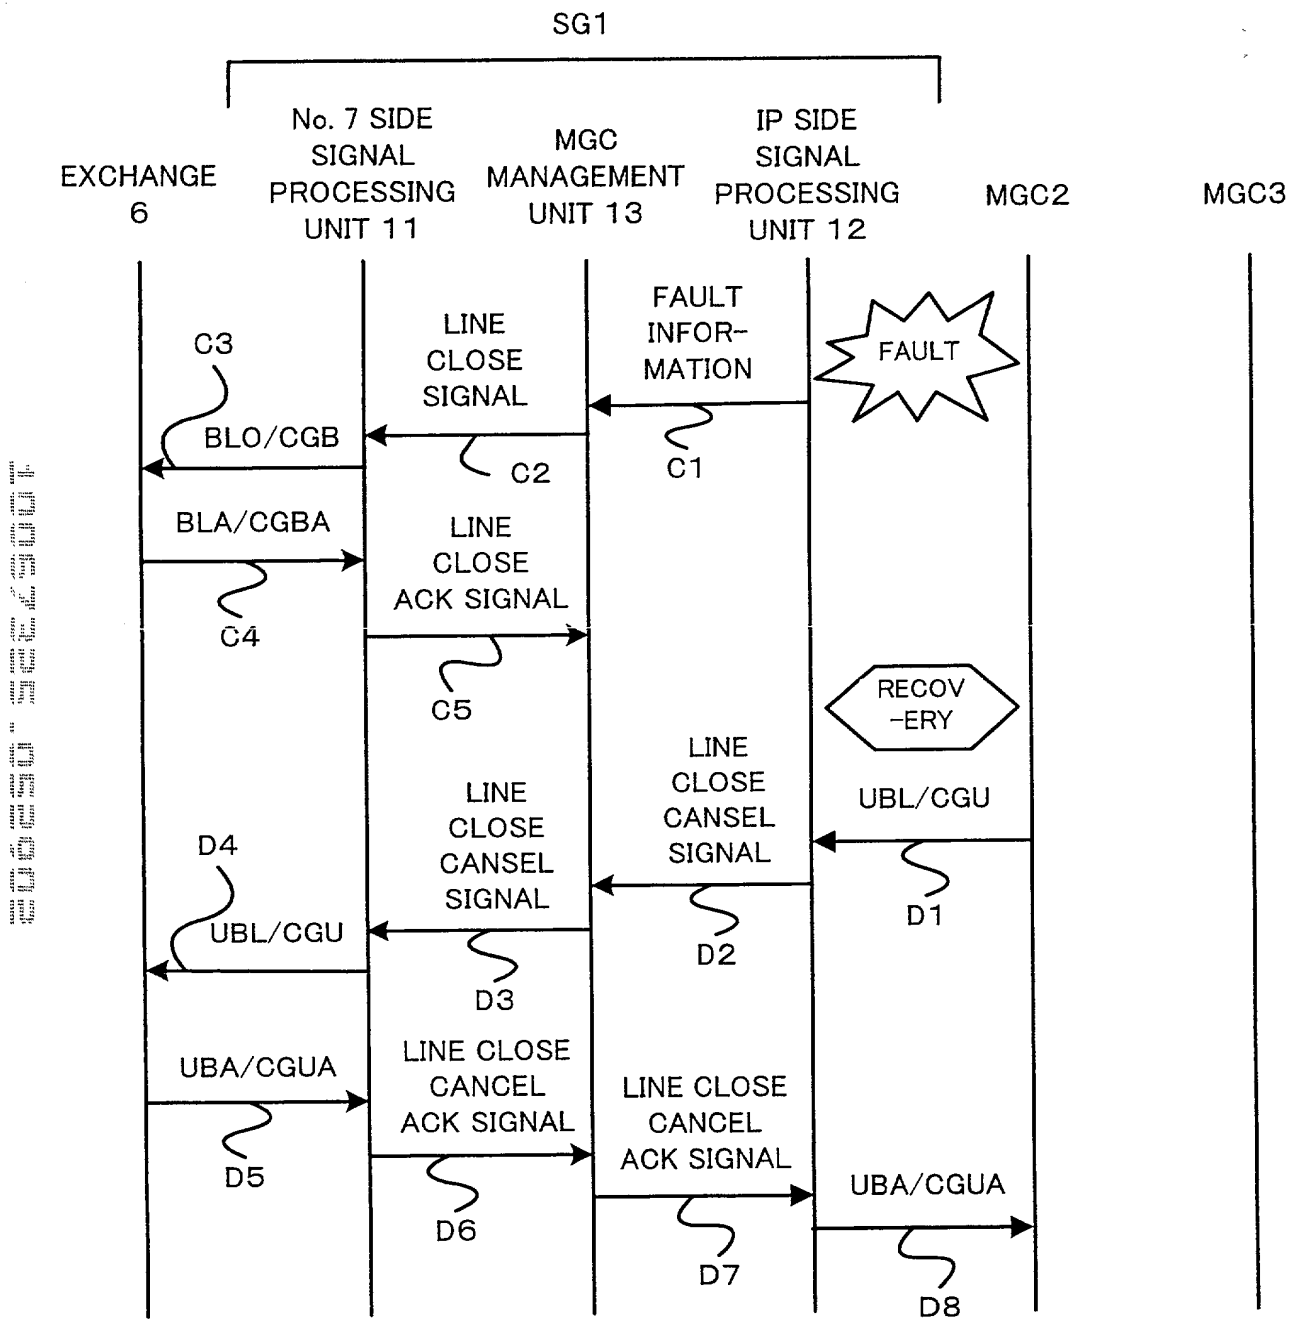 SG1
EXCHANGE
6
No. 7 SIDE
SIGNAL
PROCESSING
UNIT 11
MGC
MANAGEMENT
UNIT 13
IP SIDE
SIGNAL
PROCESSING
UNIT 12
MGC2
MGC3
FAULT
FAULT
INFOR-
MATION
C1
LINE
CLOSE
SIGNAL
C2
C3
BLO/CGB
BLA/CGBA
C4
LINE
CLOSE
ACK SIGNAL
C5
RECOV
-ERY
UBL/CGU
D1
LINE
CLOSE
CANSEL
SIGNAL
D2
LINE
CLOSE
CANSEL
SIGNAL
D3
D4
UBL/CGU
UBA/CGUA
D5
LINE CLOSE
CANCEL
ACK SIGNAL
D6
LINE CLOSE
CANCEL
ACK SIGNAL
D7
UBA/CGUA
D8